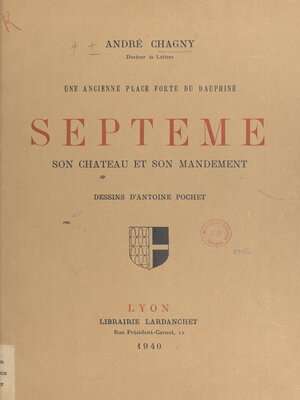 ANDRÉ CHAGNY
Docteur ès Lettres
UNE ANCIENNE PLACE FORTE DU DAUPHINÉ
SEPTEME
SON CHATEAU ET SON MANDEMENT
DESSINS D'ANTOINE POCHET
LYON
LIBRAIRIE LARDANCHET
Rue Président-Carnot, 10
1940